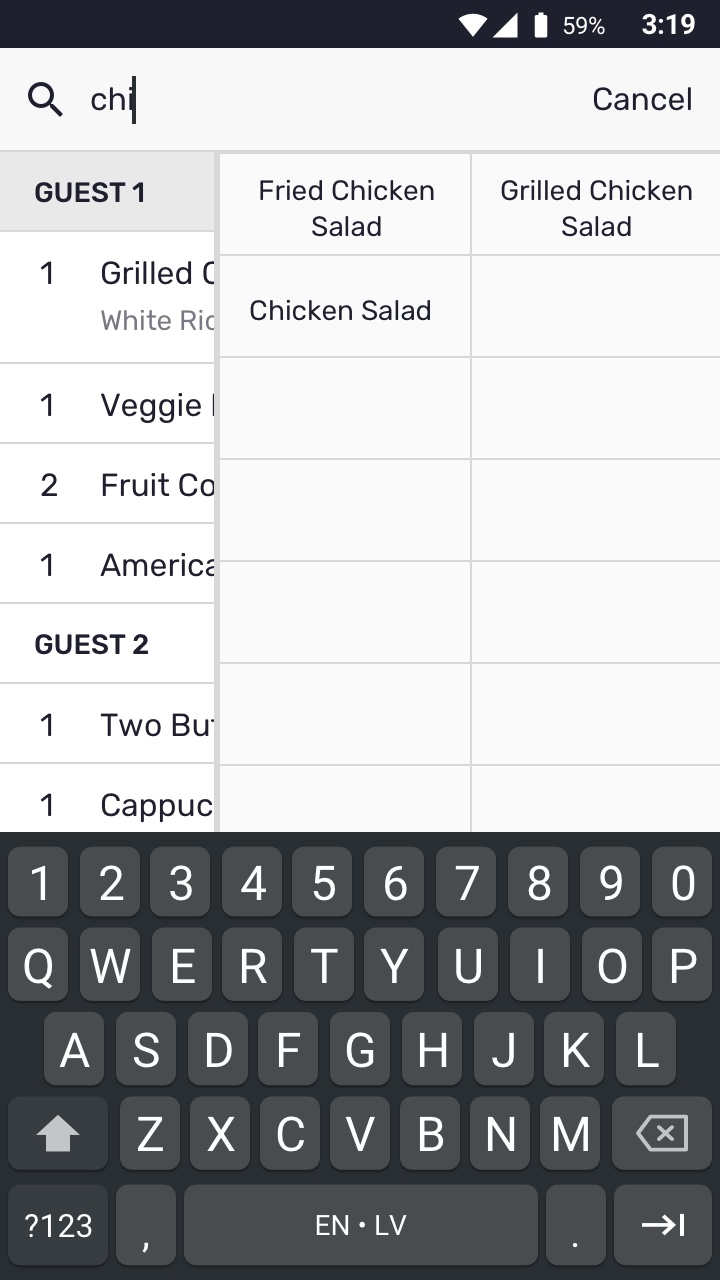 59% 3:19
chi Cancel
GUEST 1
1 Grilled
White Ric
1 Veggie
2 Fruit Co
1 America
GUEST 2
1 Two But
1 Cappuc
Fried Chicken
Salad
Grilled Chicken
Salad
Chicken Salad
1 2 3 4 5 6 7 8 9 0
Q W E R T Y U I O P
A S D F G H J K L
Z X C V B N M
?123 , EN • LV .